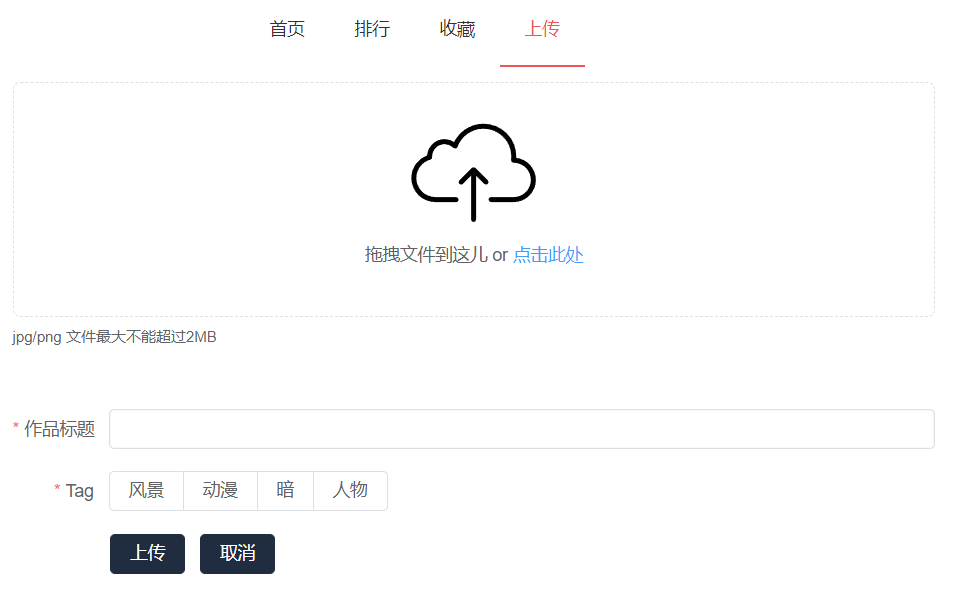 首页 排行 收藏 上传
拖拽文件到这儿 or 点击此处
jpg/png 文件最大不能超过2MB
* 作品标题
* Tag 风景 动漫 暗 人物
上传 取消